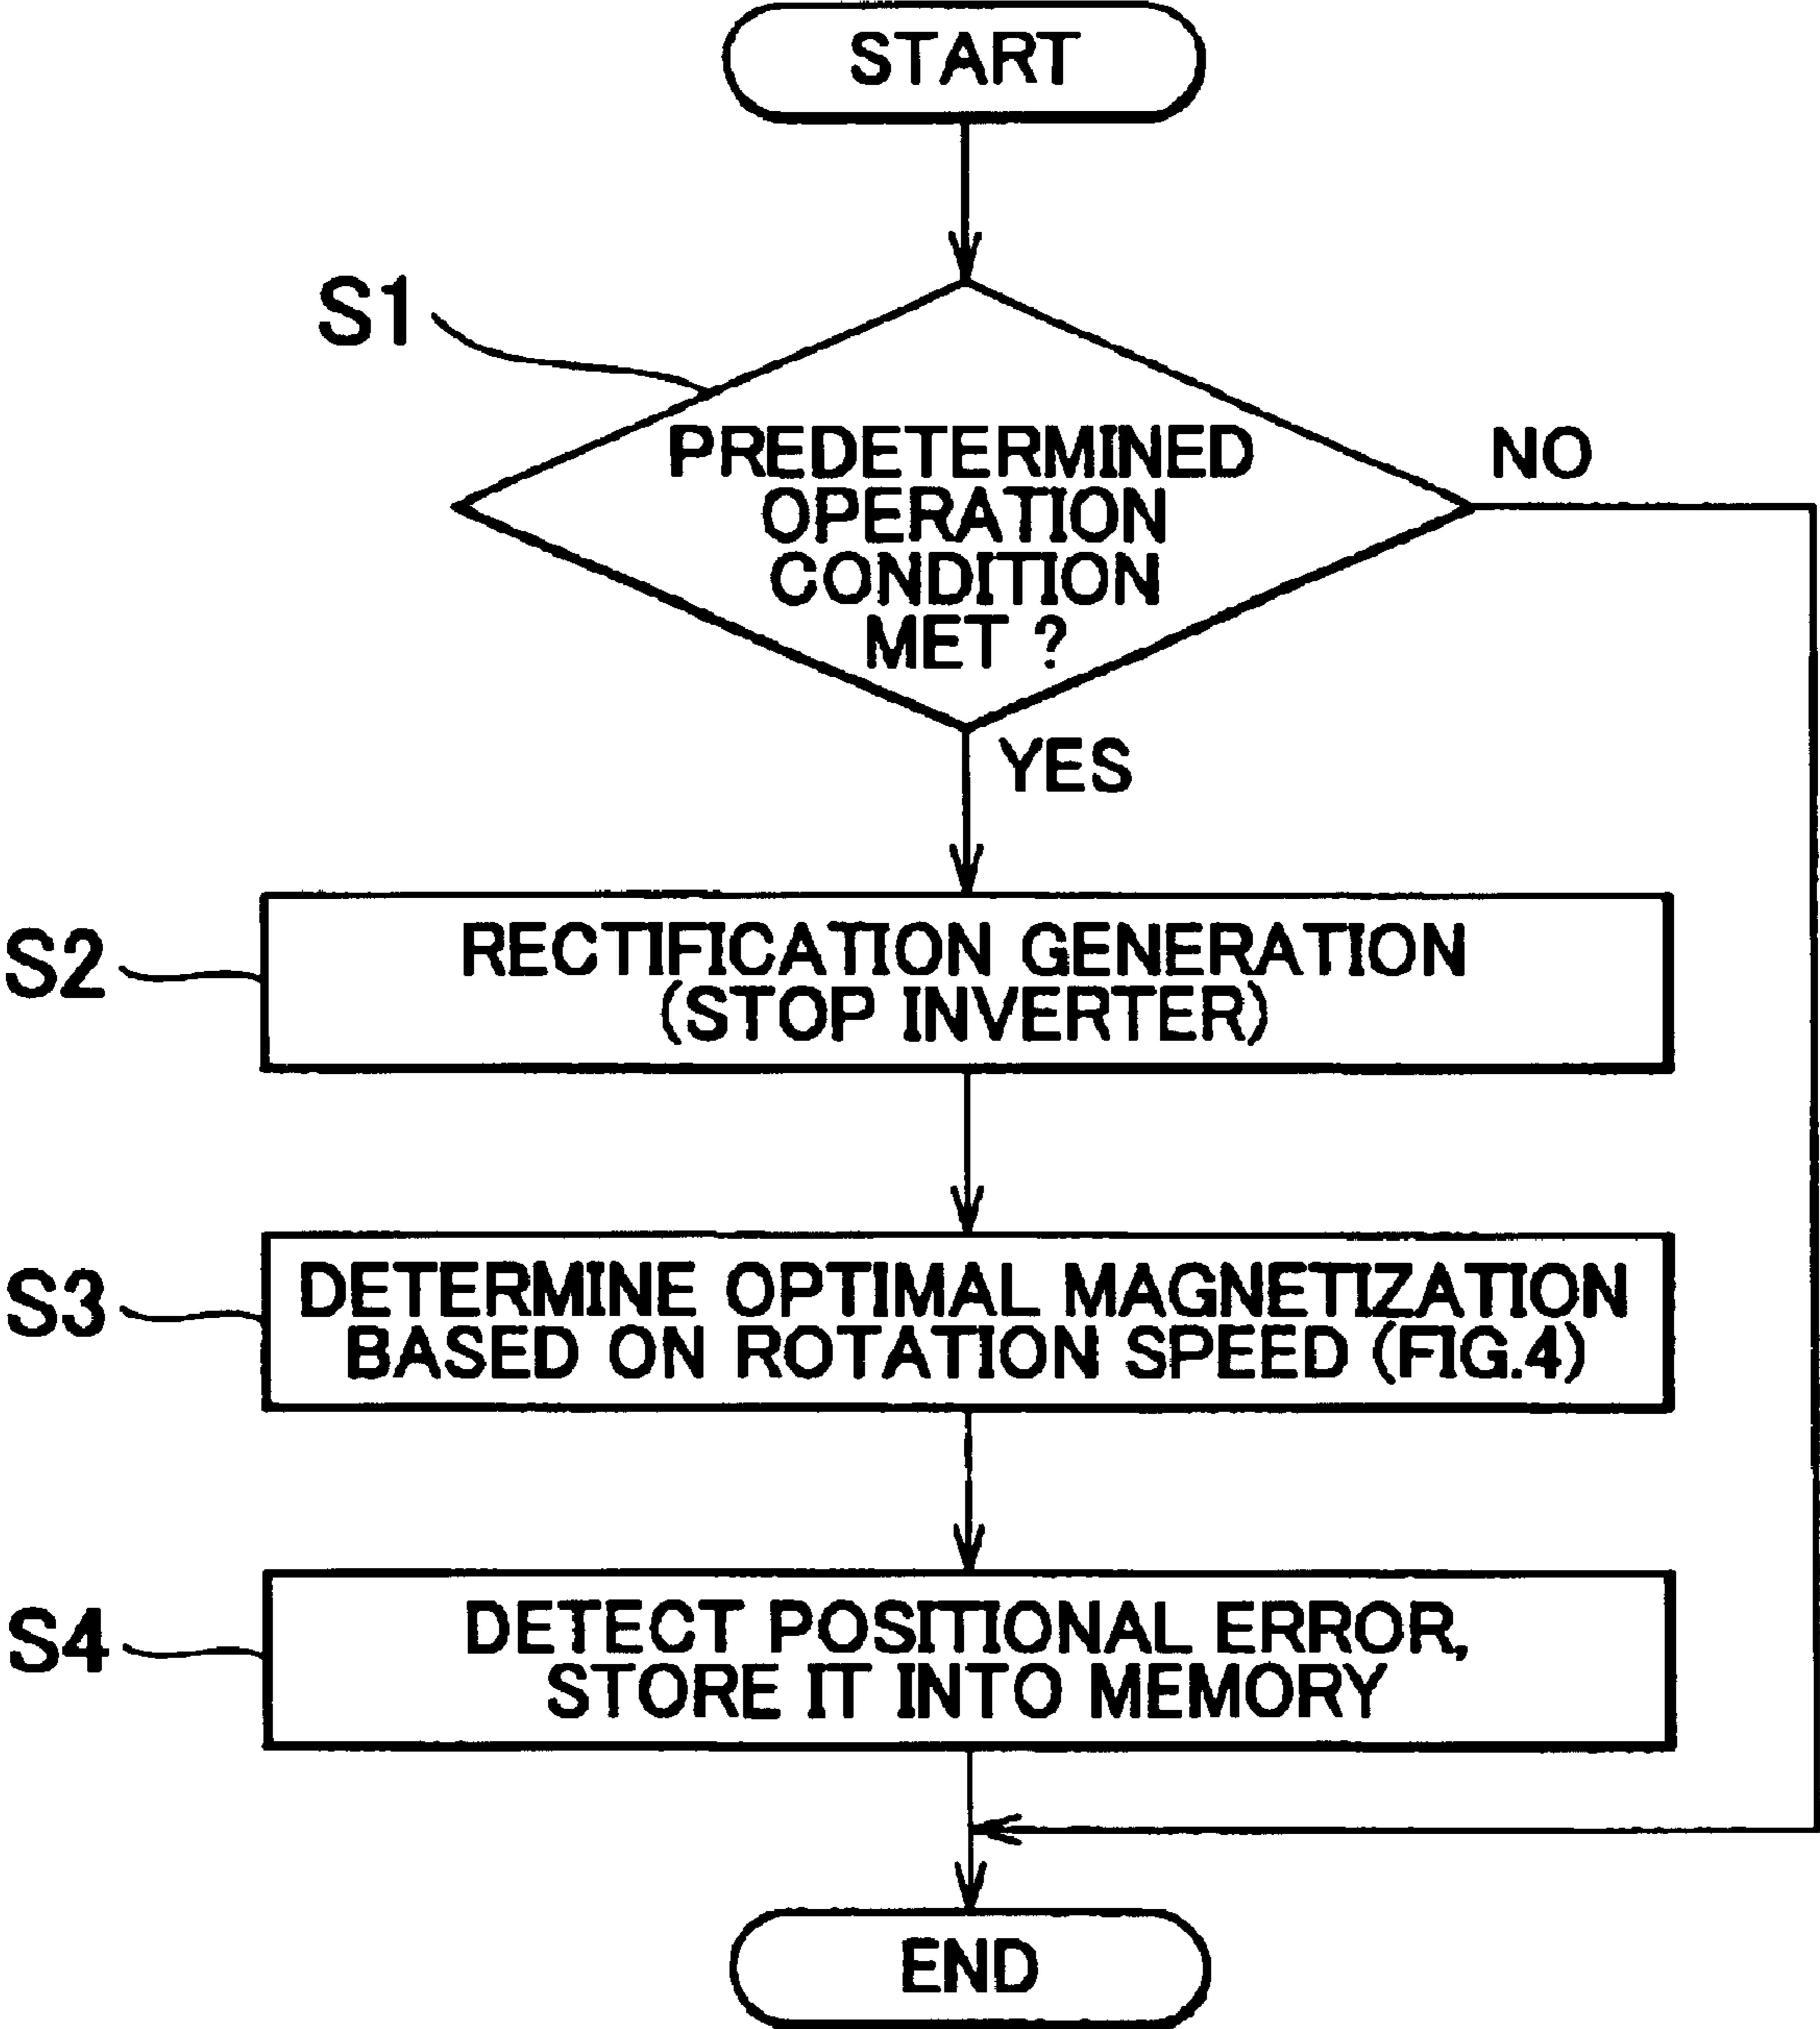 START
S1
PREDETERMINED
OPERATION
CONDITION
MET ?
NO
YES
S2
RECTIFICATION GENERATION
(STOP INVERTER)
S3
DETERMINE OPTIMAL MAGNETIZATION
BASED ON ROTATION SPEED (FIG.4)
S4
DETECT POSITIONAL ERROR,
STORE IT INTO MEMORY
END